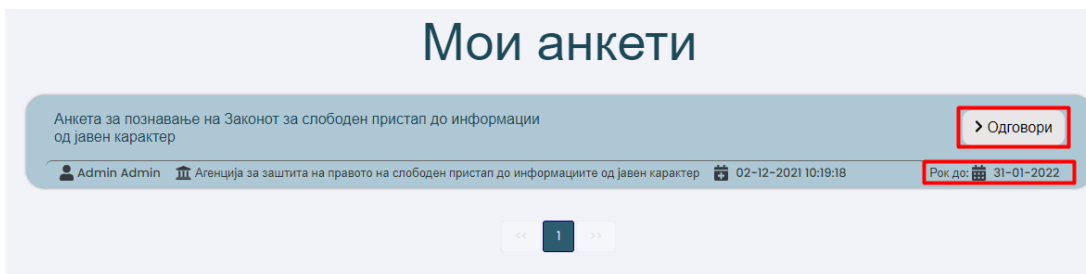 Мои анкети
Анкета за познавање на Законот за слободен пристап до информации
од јавен карактер
> Одговори
Admin Admin Агенција за заштита на правото на слободен пристап до информациите од јавен карактер 02-12-2021 10:19:18 Рок до: 31-01-2022
<< 1 >>